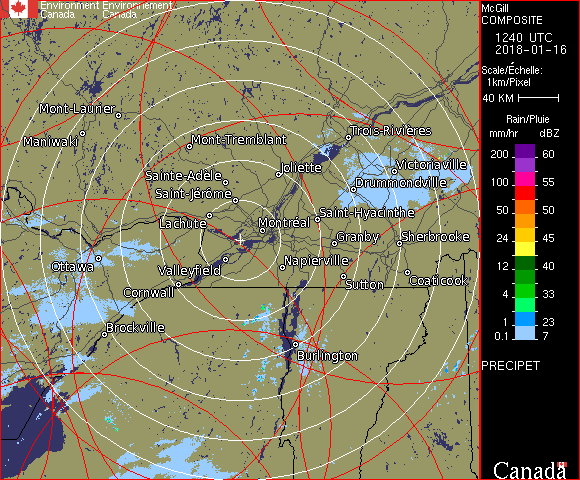 Environment Environnement
Canada Canada
McGill
COMPOSITE
1240 UTC
2018-01-16
Scale/Échelle:
1km/Pixel
40 KM
Rain/Pluie
mm/hr dBZ
200 60
100 55
50 50
24 45
12 40
4 33
1 23
0.1 7
PRECIPET
Canada
Mont-Laurier
Maniwaki
Mont-Tremblant
Trois-Rivières
Sainte-Adèle
Joliette
Victoriaville
Saint-Jérôme
Drummondville
Lachute
Montréal
Saint-Hyacinthe
Granby
Sherbrooke
Ottawa
Valleyfield
Napierville
Cornwall
Sutton
Coaticook
Brockville
Burlington